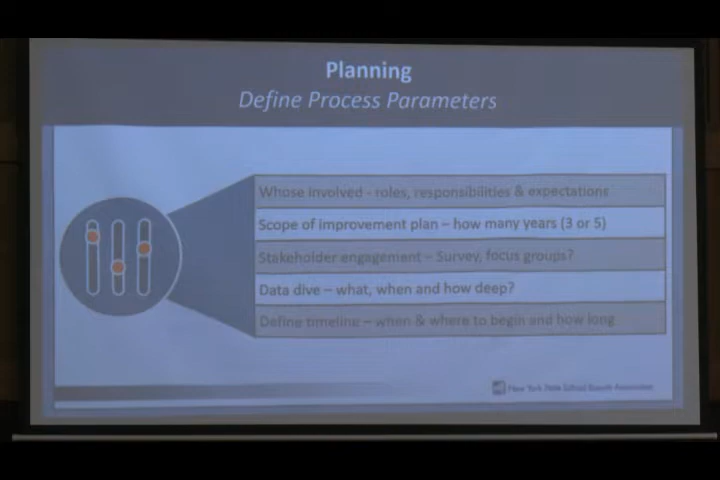 Planning
Define Process Parameters
Whose involved - roles, responsibilities & expectations
Scope of improvement plan – how many years (3 or 5)
Stakeholder engagement – Survey, focus groups?
Data dive – what, when and how deep?
Define timeline – when & where to begin and how long
New York State School Boards Association